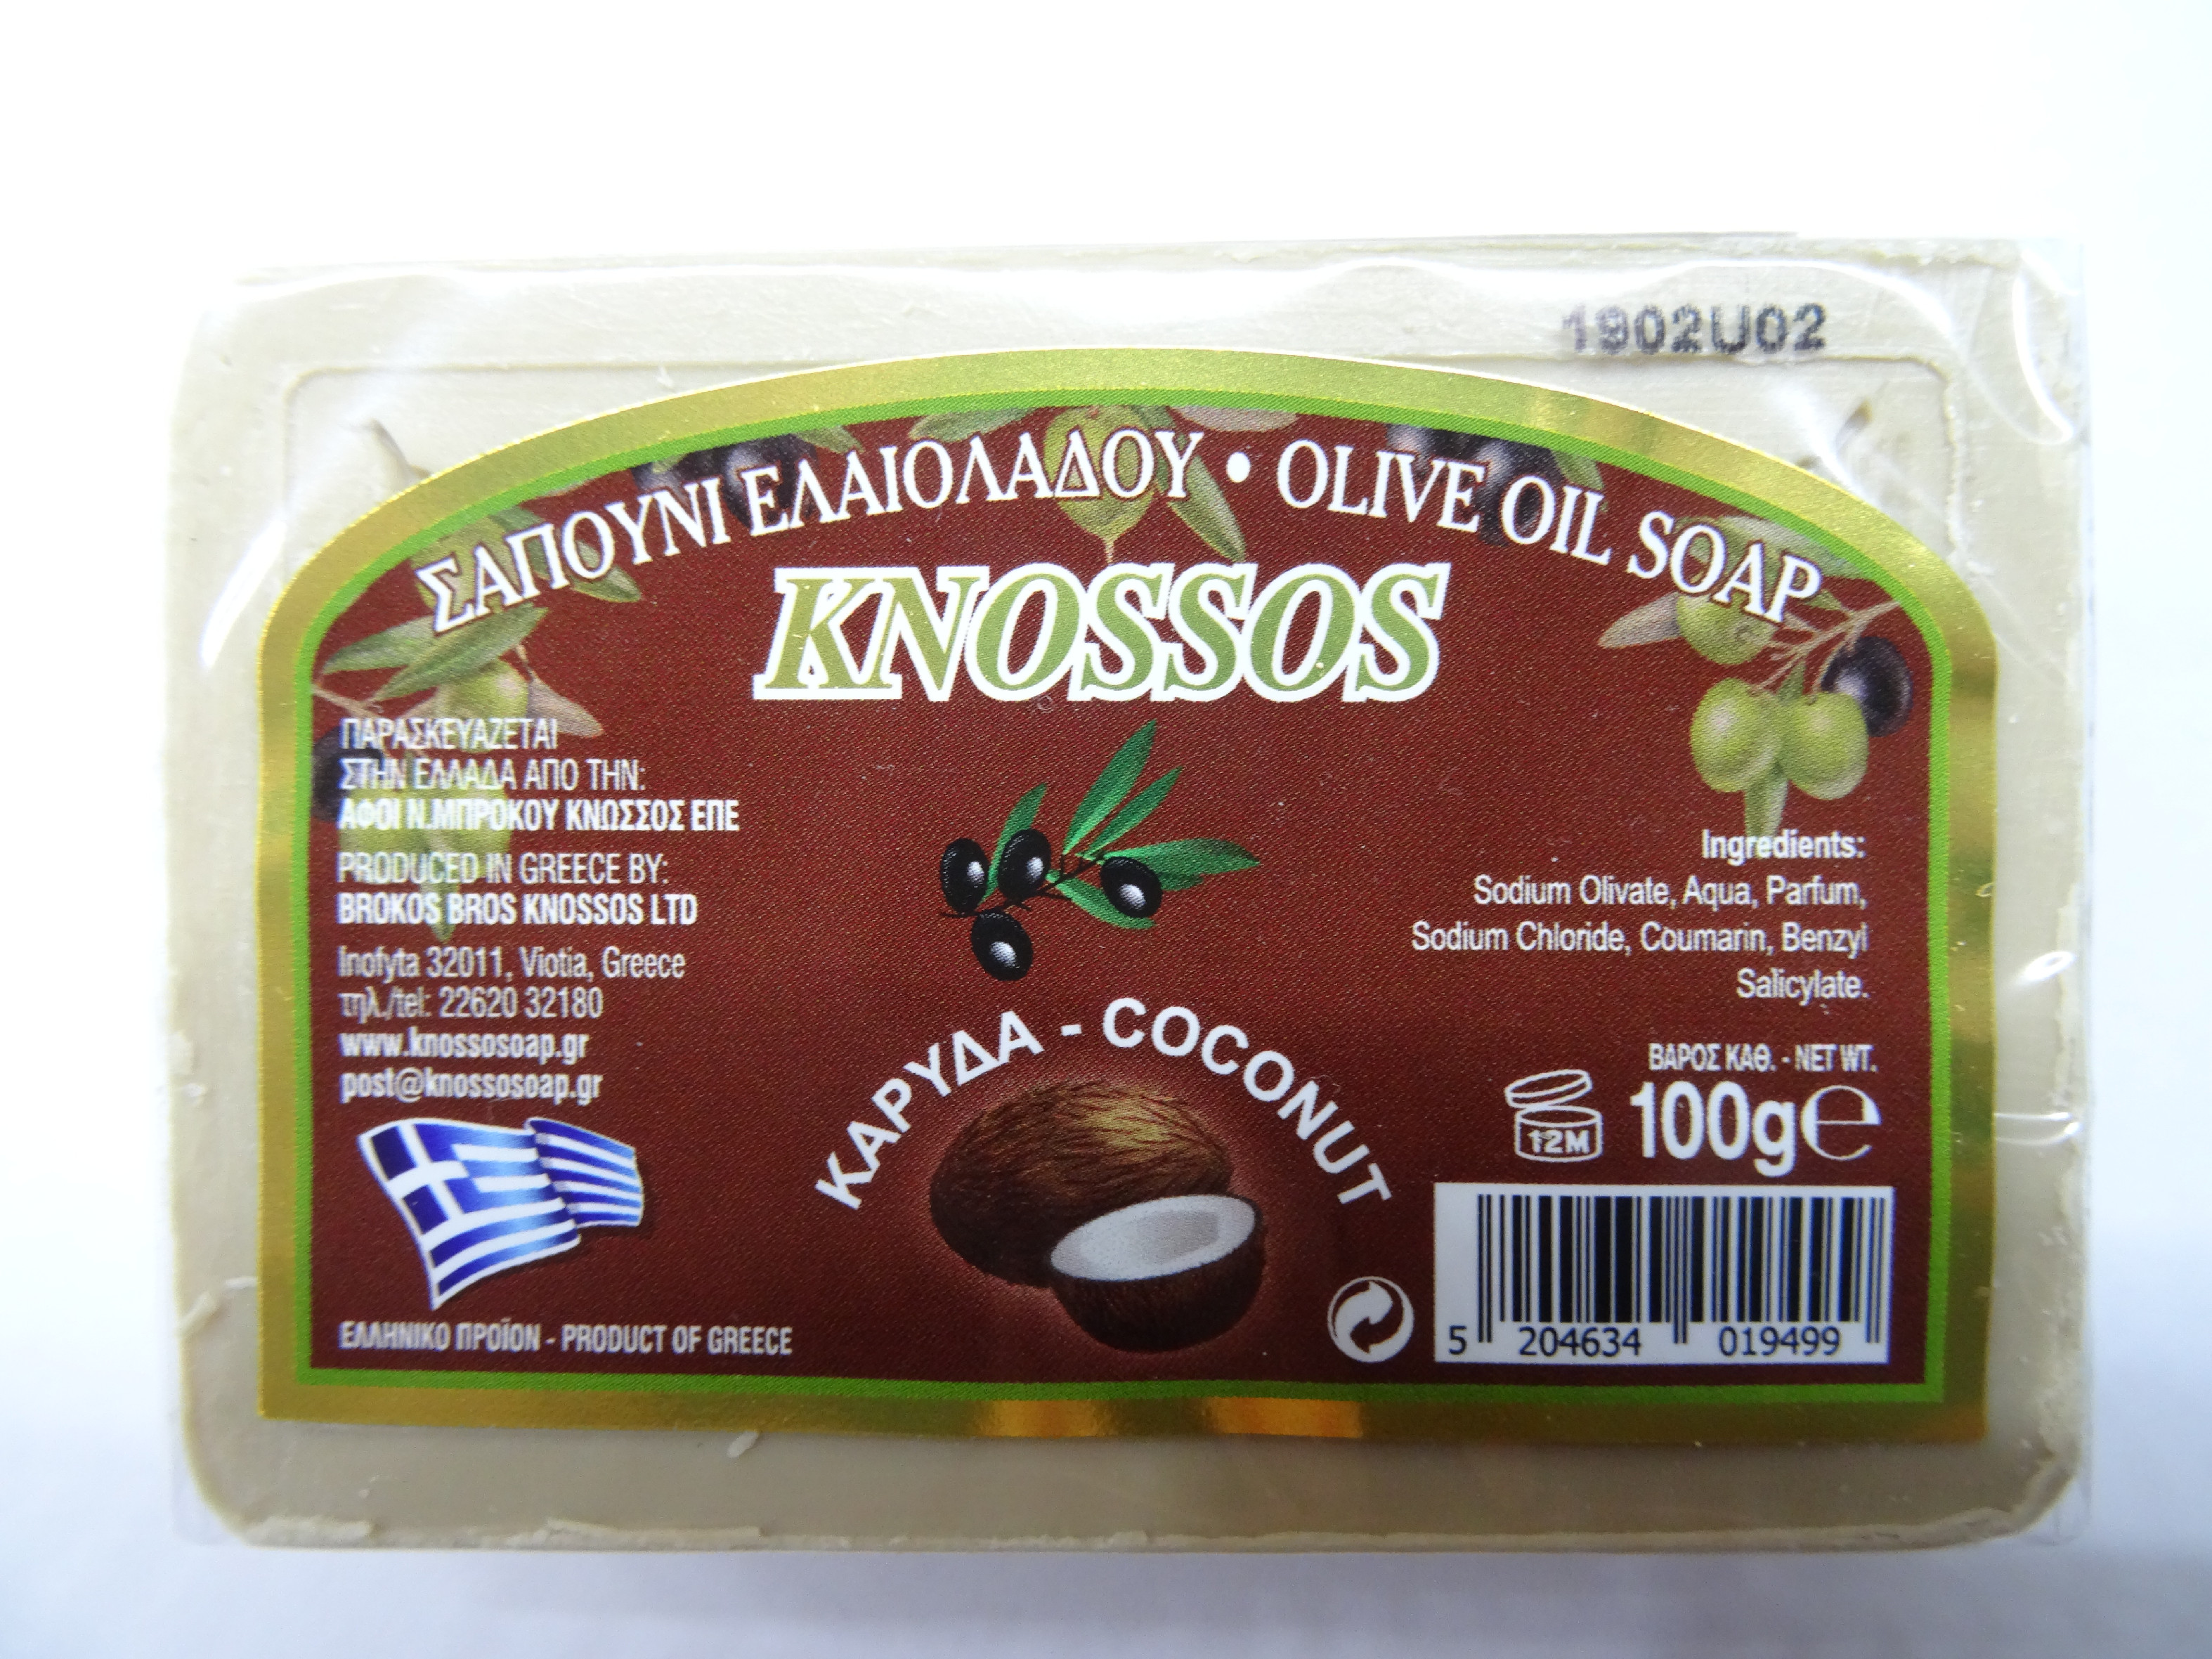 1902U02
ΣΑΠΟΥΝΙ ΕΛΑΙΟΛΑΔΟΥ • OLIVE OIL SOAP
KNOSSOS
ΠΑΡΑΣΚΕΥΑΖΕΤΑΙ
ΣΤΗΝ ΕΛΛΑΔΑ ΑΠΟ ΤΗΝ:
ΑΦΟΙ Ν.ΜΠΡΟΚΟΥ ΚΝΩΣΣΟΣ ΕΠΕ
PRODUCED IN GREECE BY:
BROKOS BROS KNOSSOS LTD
Inofyta 32011, Viotia, Greece
τηλ./tel: 22620 32180
www.knossosoap.gr
post@knossosoap.gr
ΕΛΛΗΝΙΚΟ ΠΡΟΪΟΝ - PRODUCT OF GREECE
ΚΑΡΥΔΑ - COCONUT
Ingredients:
Sodium Olivate, Aqua, Parfum,
Sodium Chloride, Coumarin, Benzyl
Salicylate.
ΒΑΡΟΣ ΚΑΘ. - NET WT.
12M 100g℮
5 204634 019499